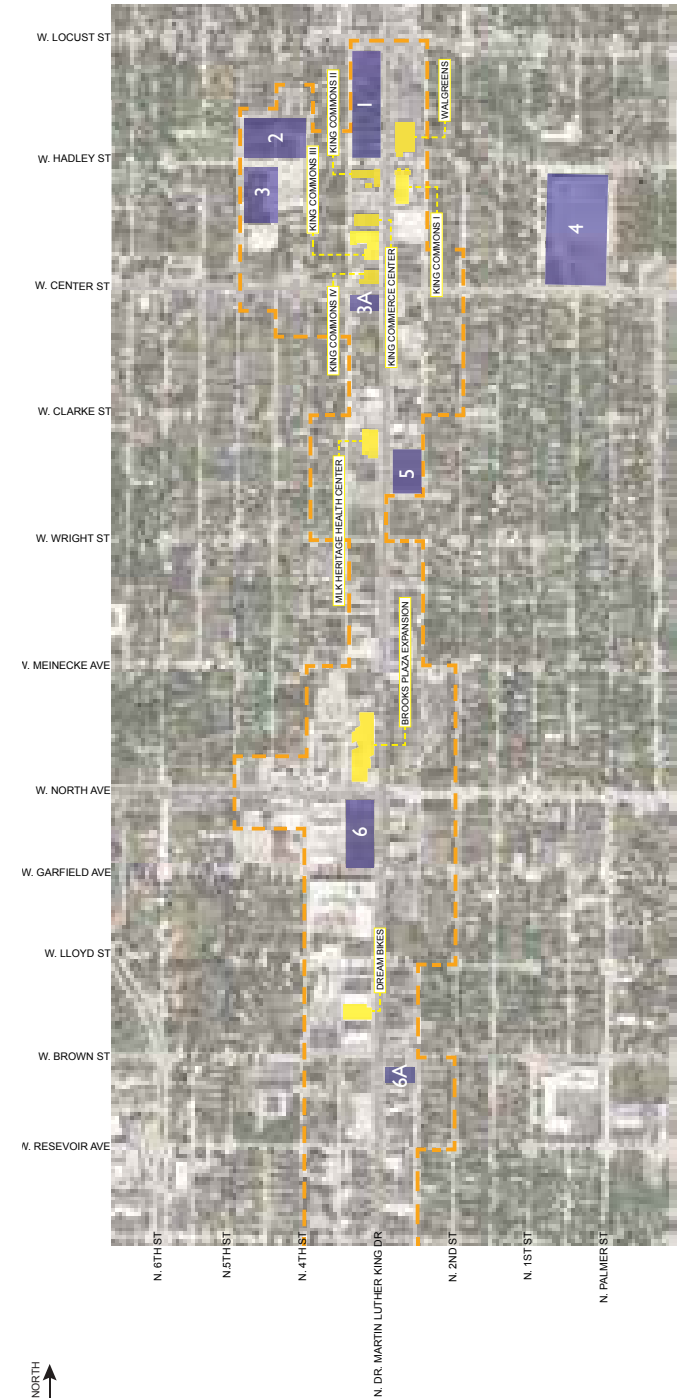 W. LOCUST ST
W. HADLEY ST
W. CENTER ST
W. CLARKE ST
W. WRIGHT ST
W. MEINECKE AVE
W. NORTH AVE
W. GARFIELD AVE
W. LLOYD ST
W. BROWN ST
W. RESEVOIR AVE
KING COMMONS II
KING COMMONS III
KING COMMONS IV
WALGREENS
KING COMMONS I
KING COMMERCE CENTER
MLK HERITAGE HEALTH CENTER
BROOKS PLAZA EXPANSION
DREAM BIKES
1
2
3
3A
4
5
6
6A
N. 6TH ST
N. 5TH ST
N. 4TH ST
N. DR. MARTIN LUTHER KING DR
N. 2ND ST
N. 1ST ST
N. PALMER ST
NORTH